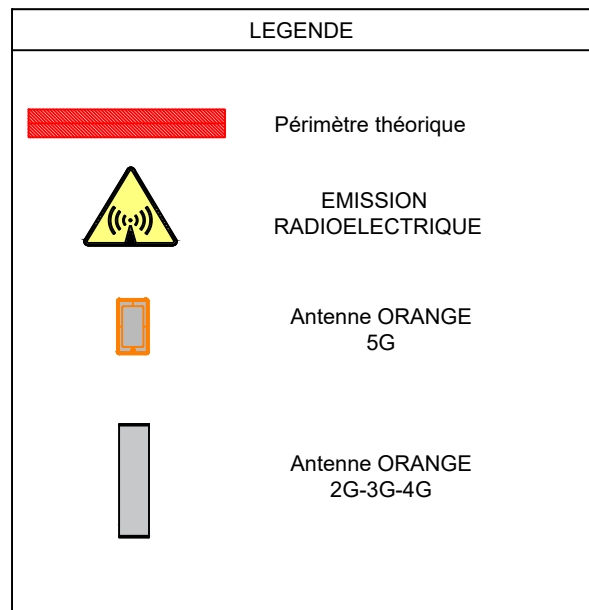 LEGENDE
Périmètre théorique
EMISSION
RADIOELECTRIQUE
Antenne ORANGE
5G
Antenne ORANGE
2G-3G-4G